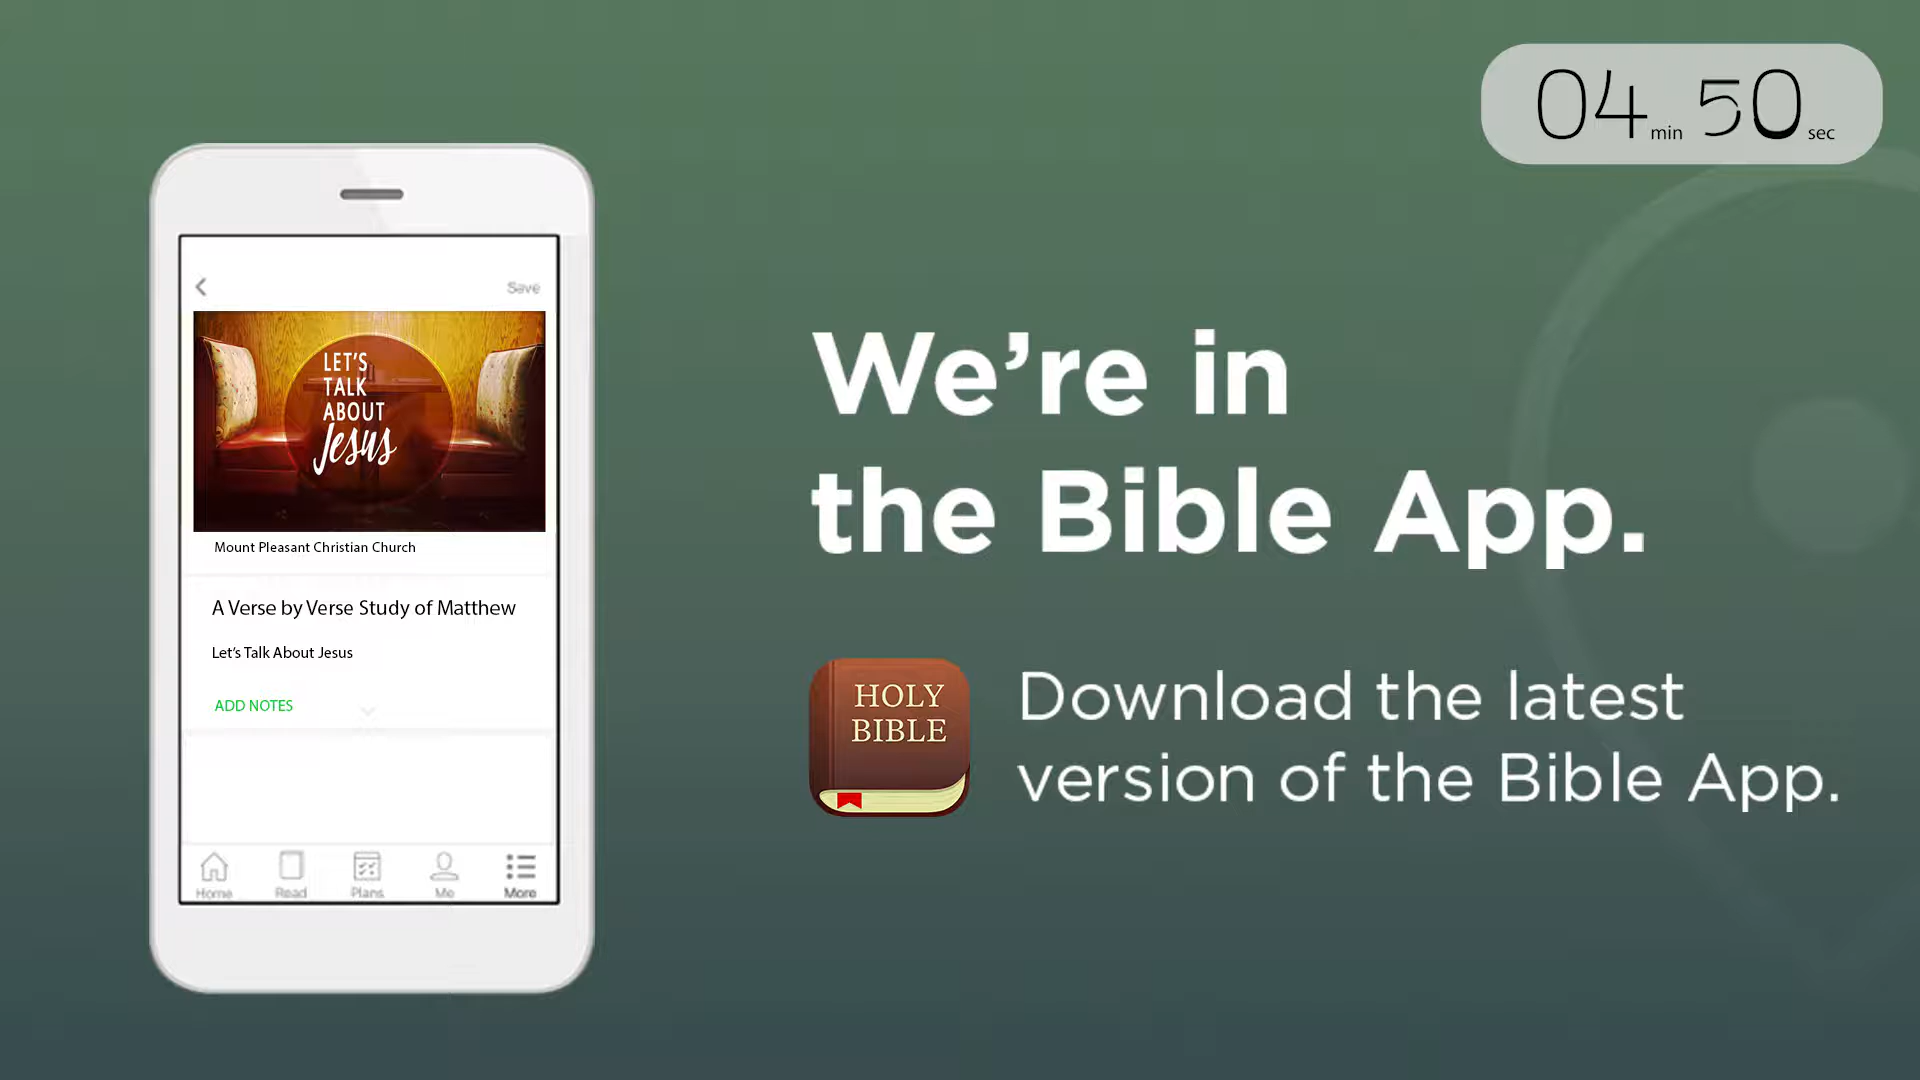 04 min 50 sec
Save
LET'S
TALK
ABOUT
Jesus
Mount Pleasant Christian Church
A Verse by Verse Study of Matthew
Let's Talk About Jesus
ADD NOTES
Home Read Plans Me More
We're in
the Bible App.
HOLY
BIBLE
Download the latest
version of the Bible App.